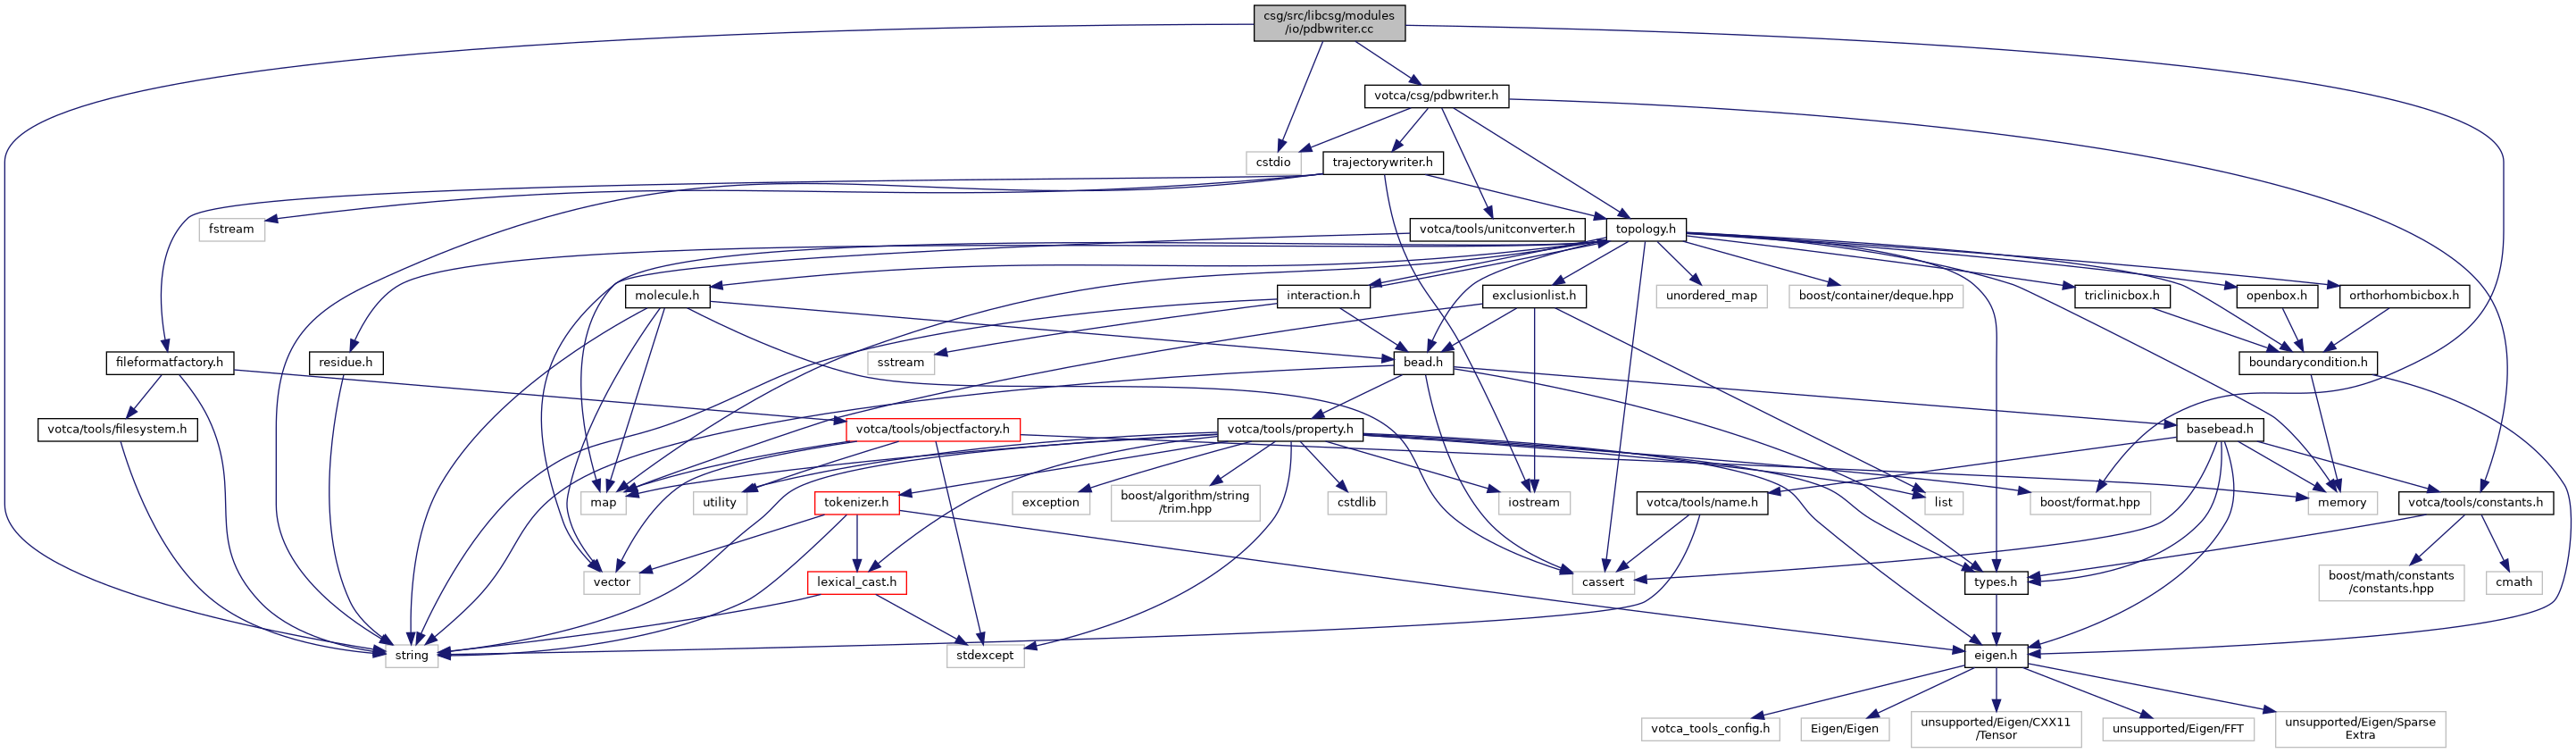 csg/src/libcsg/modules
/io/pdbwriter.cc
votca/csg/pdbwriter.h
cstdio
trajectorywriter.h
fstream
votca/tools/unitconverter.h
topology.h
molecule.h
interaction.h
exclusionlist.h
unordered_map
boost/container/deque.hpp
triclinicbox.h
openbox.h
orthorhombicbox.h
fileformatfactory.h
residue.h
sstream
bead.h
boundarycondition.h
votca/tools/filesystem.h
votca/tools/objectfactory.h
votca/tools/property.h
basebead.h
map
utility
tokenizer.h
exception
boost/algorithm/string
/trim.hpp
cstdlib
iostream
votca/tools/name.h
list
boost/format.hpp
memory
votca/tools/constants.h
vector
lexical_cast.h
cassert
types.h
boost/math/constants
/constants.hpp
cmath
string
stdexcept
eigen.h
votca_tools_config.h
Eigen/Eigen
unsupported/Eigen/CXX11
/Tensor
unsupported/Eigen/FFT
unsupported/Eigen/Sparse
Extra